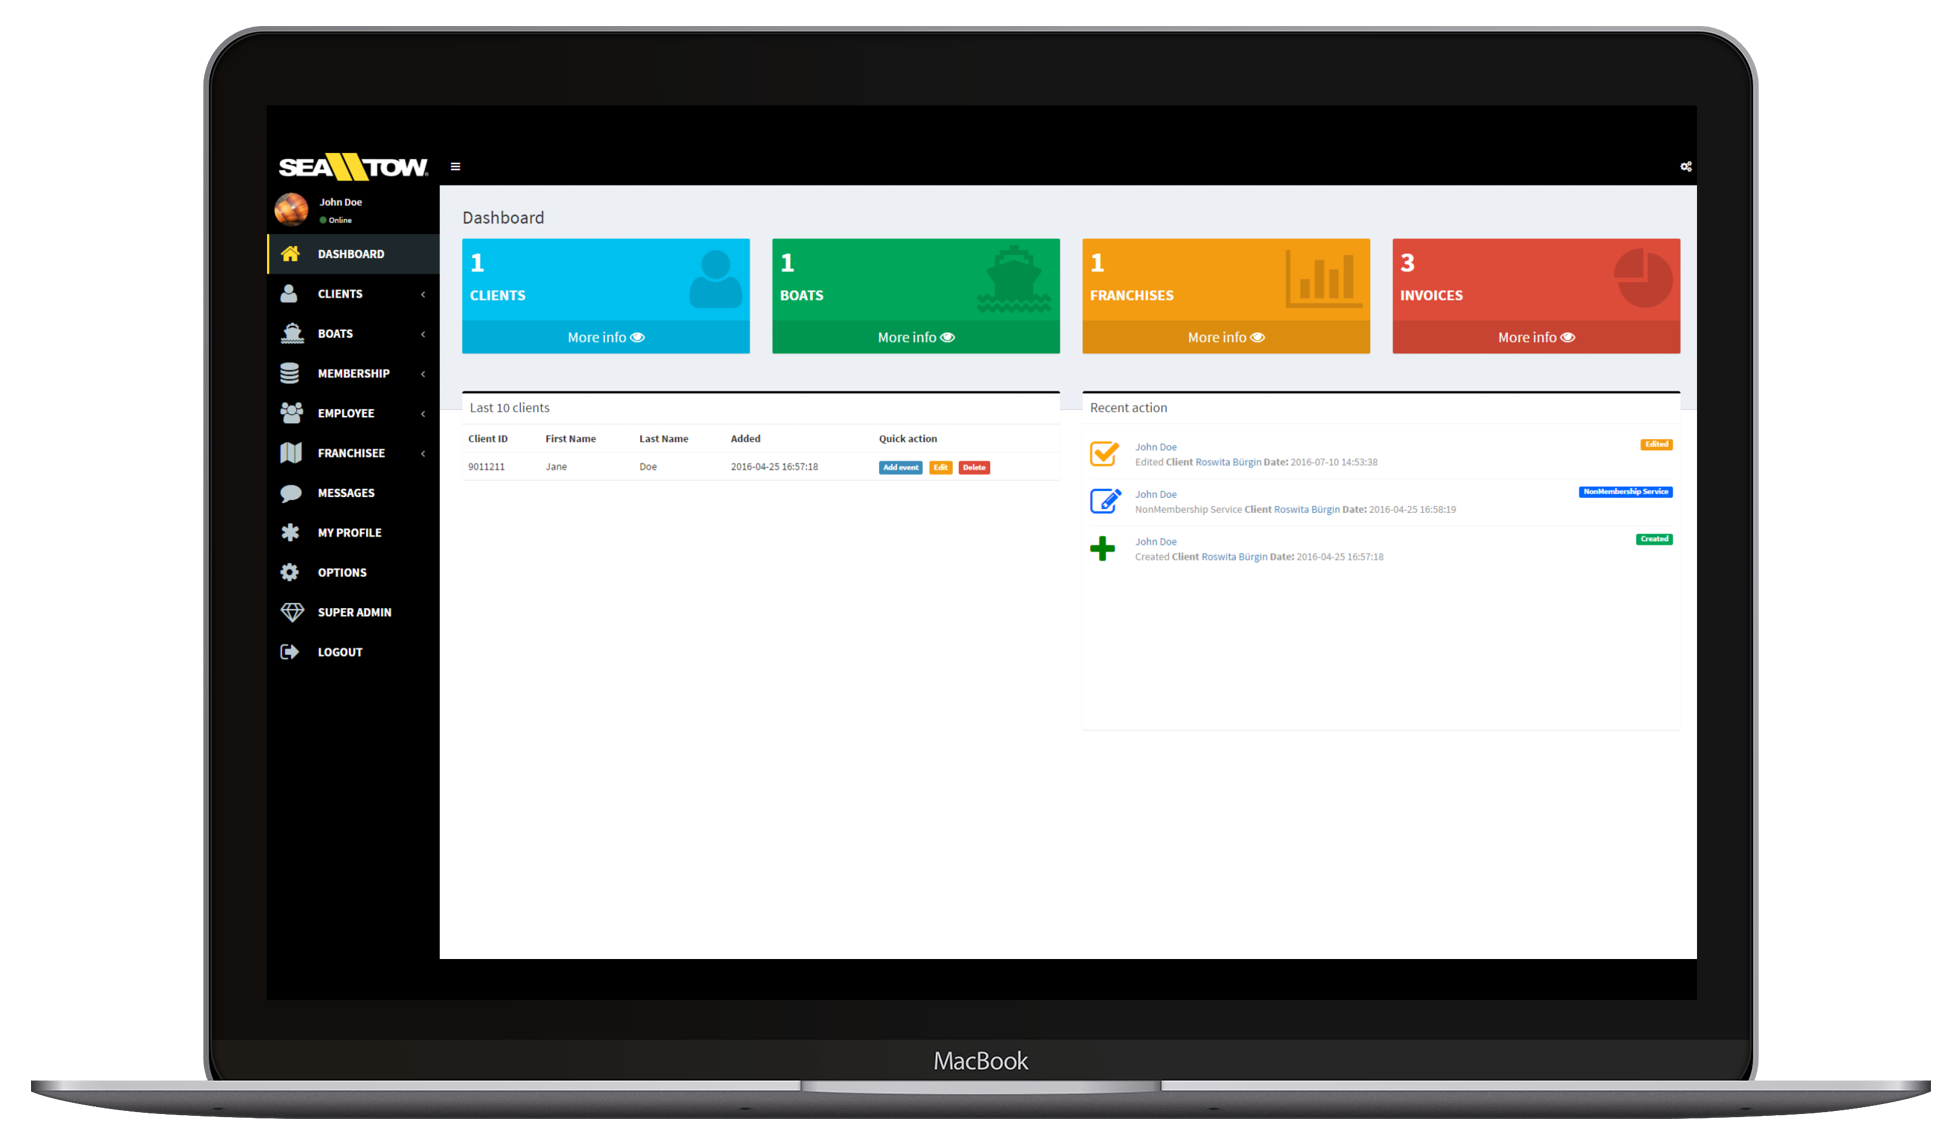 SEA TOW®
John Doe
Online
DASHBOARD
CLIENTS
BOATS
MEMBERSHIP
EMPLOYEE
FRANCHISEE
MESSAGES
MY PROFILE
OPTIONS
SUPER ADMIN
LOGOUT
Dashboard
1
CLIENTS
More info
1
BOATS
More info
1
FRANCHISES
More info
3
INVOICES
More info
Last 10 clients
Client ID First Name Last Name Added Quick action
9011211 Jane Doe 2016-04-25 16:57:18 Add event Edit Delete
Recent action
John Doe Edited
Edited Client Roswita Bürgin Date: 2016-07-10 14:53:38
John Doe NonMembership Service
NonMembership Service Client Roswita Bürgin Date: 2016-04-25 16:58:19
John Doe Created
Created Client Roswita Bürgin Date: 2016-04-25 16:57:18
MacBook